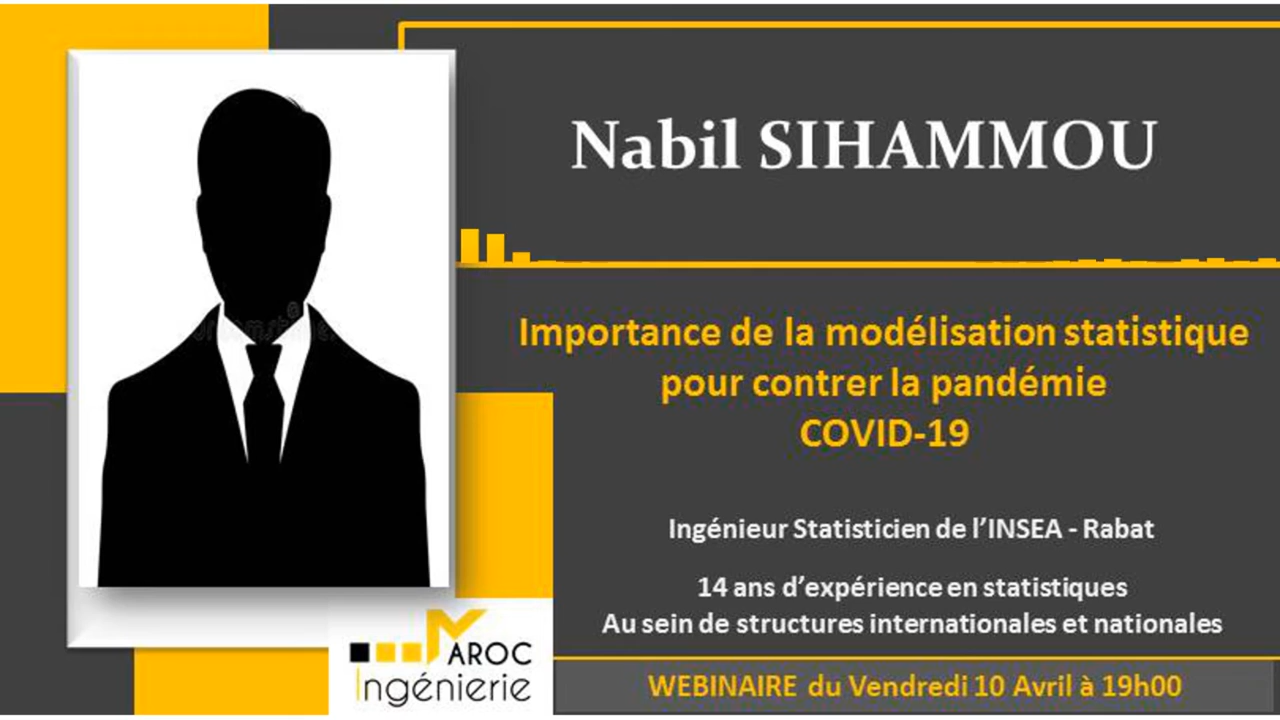 Nabil SIHAMMOU
Importance de la modélisation statistique
pour contrer la pandémie
COVID-19
Ingénieur Statisticien de l'INSEA - Rabat
14 ans d'expérience en statistiques
Au sein de structures internationales et nationales
MAROC
Ingénierie
WEBINAIRE du Vendredi 10 Avril à 19h00